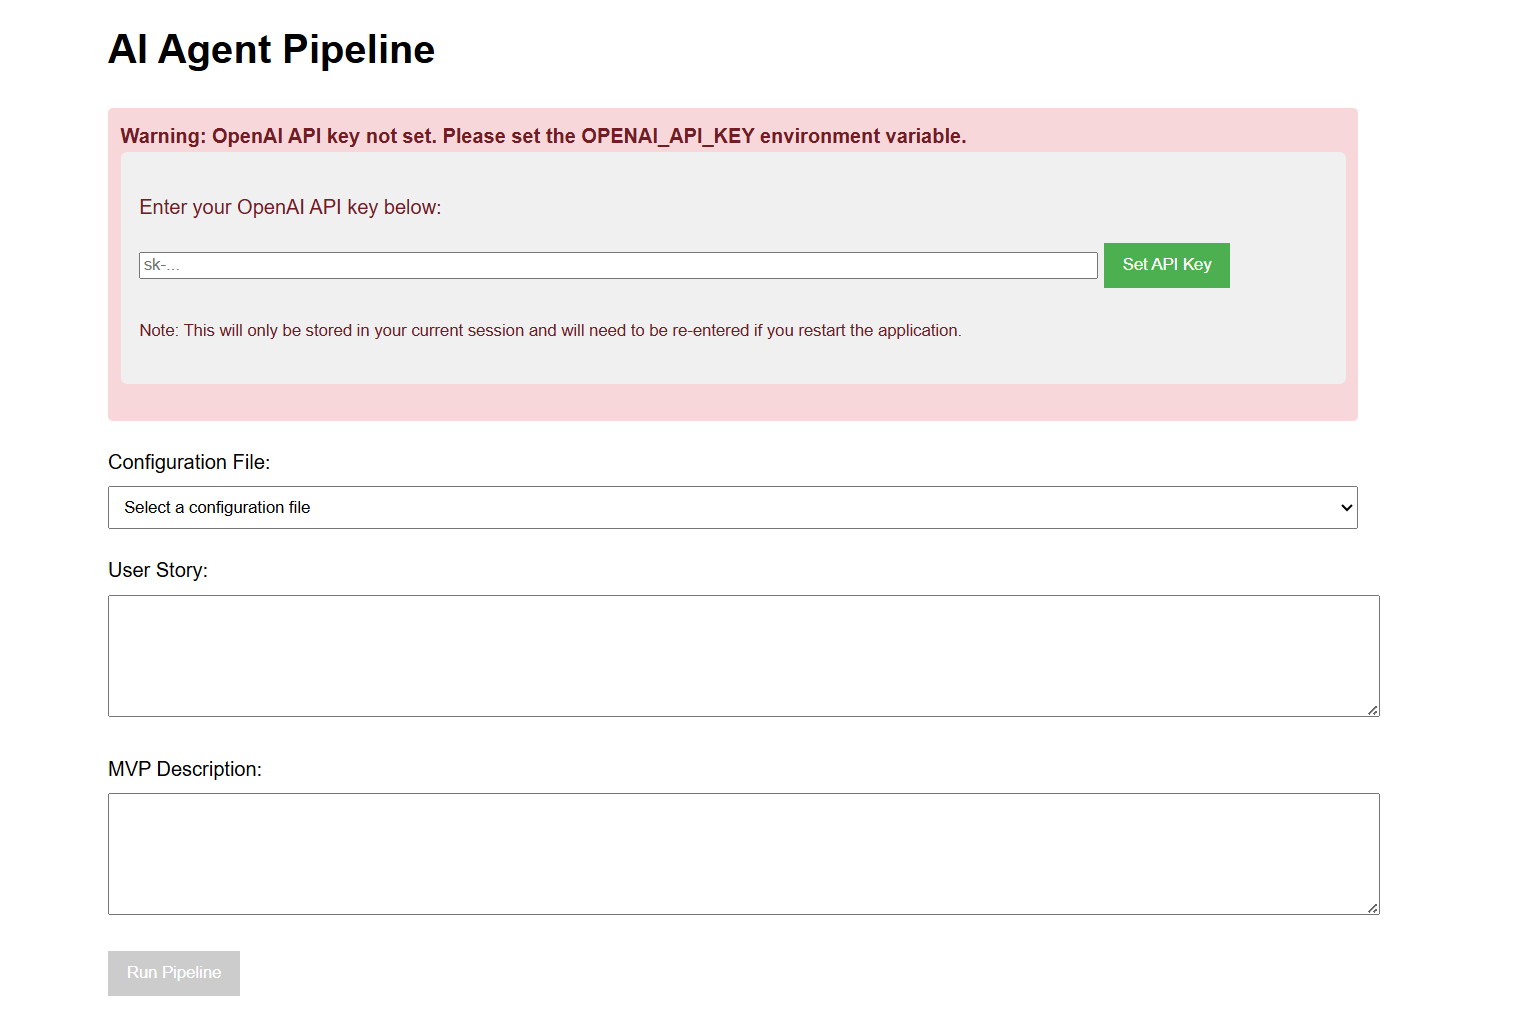 AI Agent Pipeline
Warning: OpenAI API key not set. Please set the OPENAI_API_KEY environment variable.
Enter your OpenAI API key below:
sk-...
Set API Key
Note: This will only be stored in your current session and will need to be re-entered if you restart the application.
Configuration File:
Select a configuration file
User Story:
MVP Description:
Run Pipeline